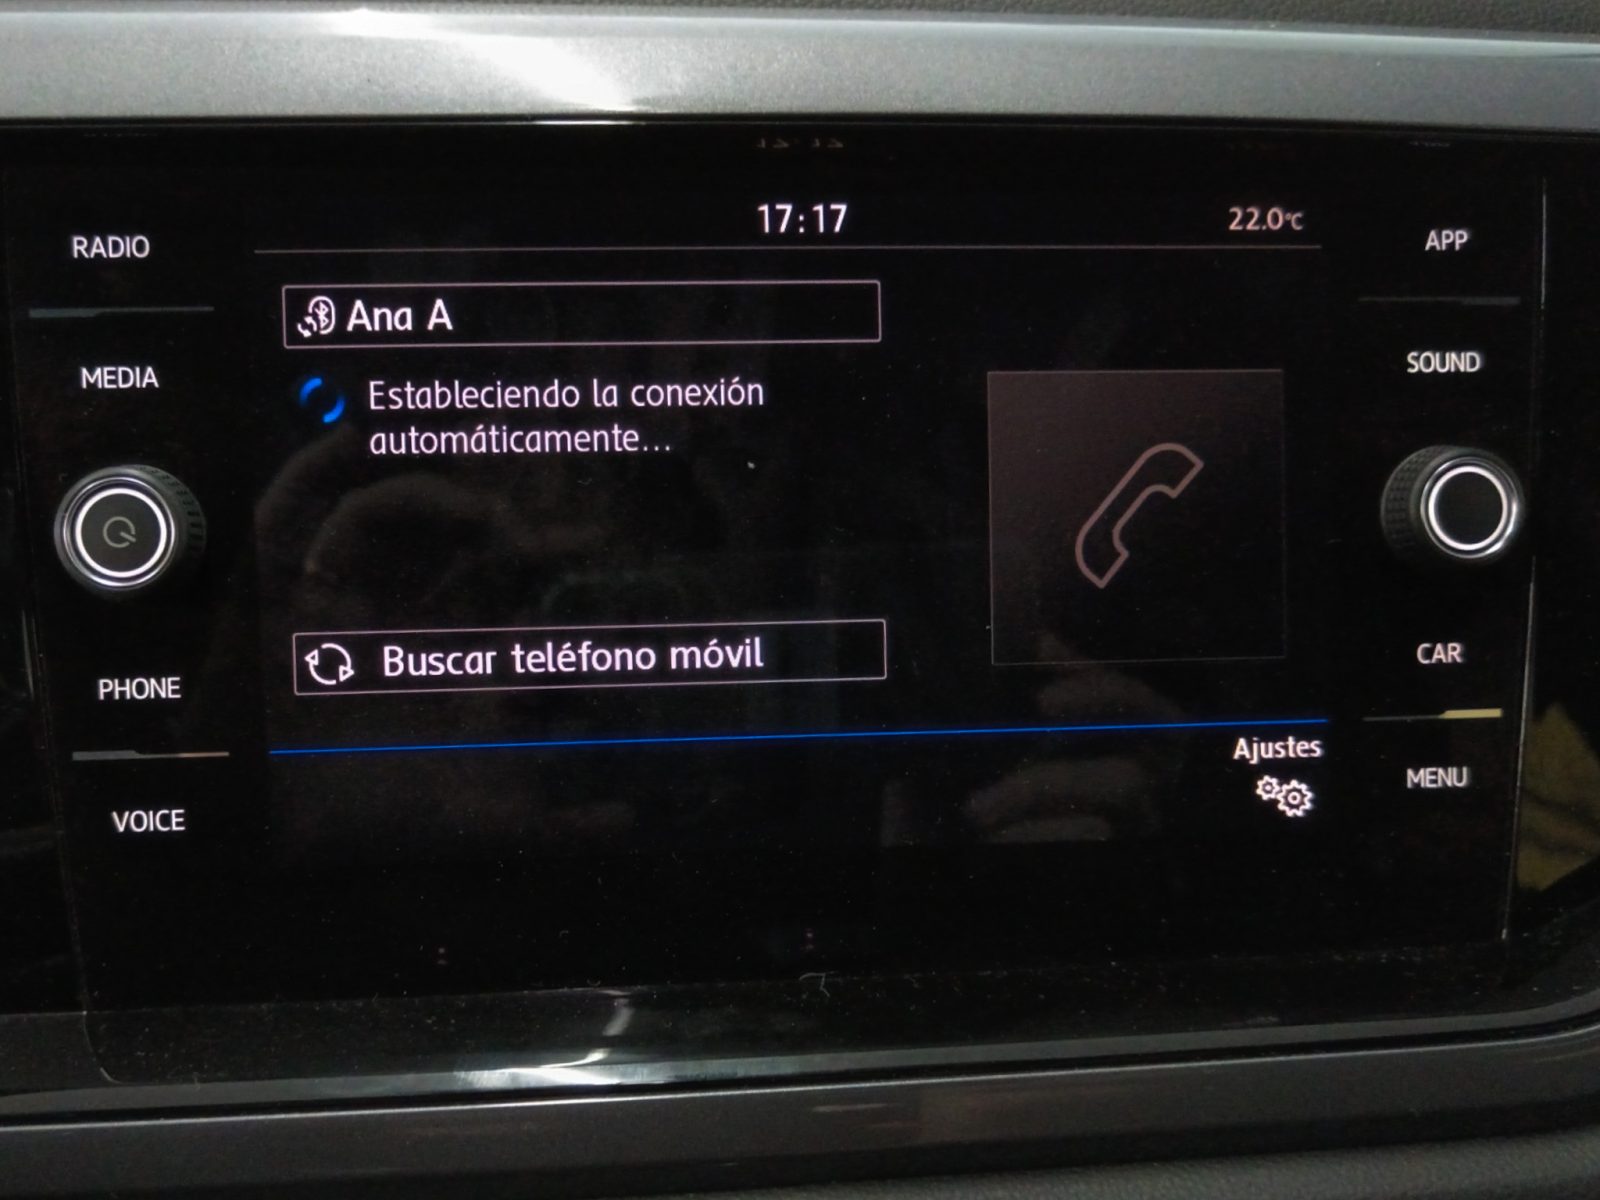 17:17
22.0°C
RADIO
APP
Ana A
MEDIA
SOUND
Estableciendo la conexión
automáticamente...
PHONE
Buscar teléfono móvil
CAR
Ajustes
VOICE
MENU